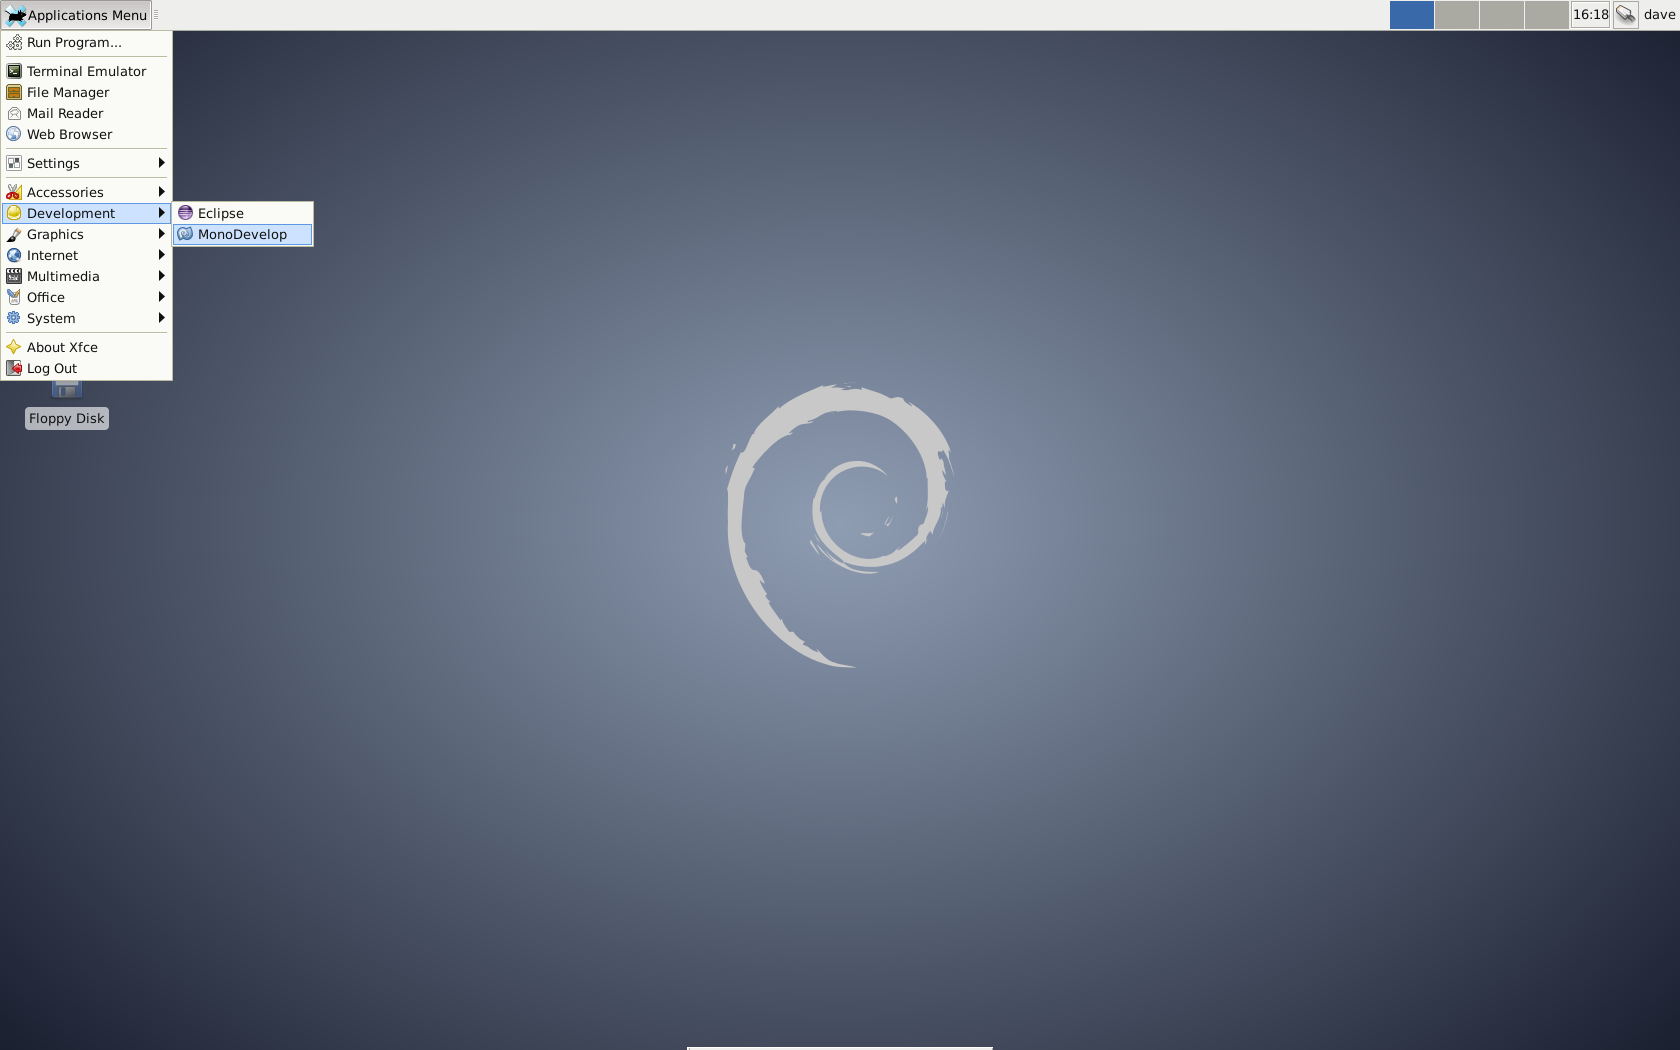 Applications Menu
16:18
dave
Run Program...
Terminal Emulator
File Manager
Mail Reader
Web Browser
Settings
Accessories
Development
Eclipse
Graphics
MonoDevelop
Internet
Multimedia
Office
System
About Xfce
Log Out
Floppy Disk